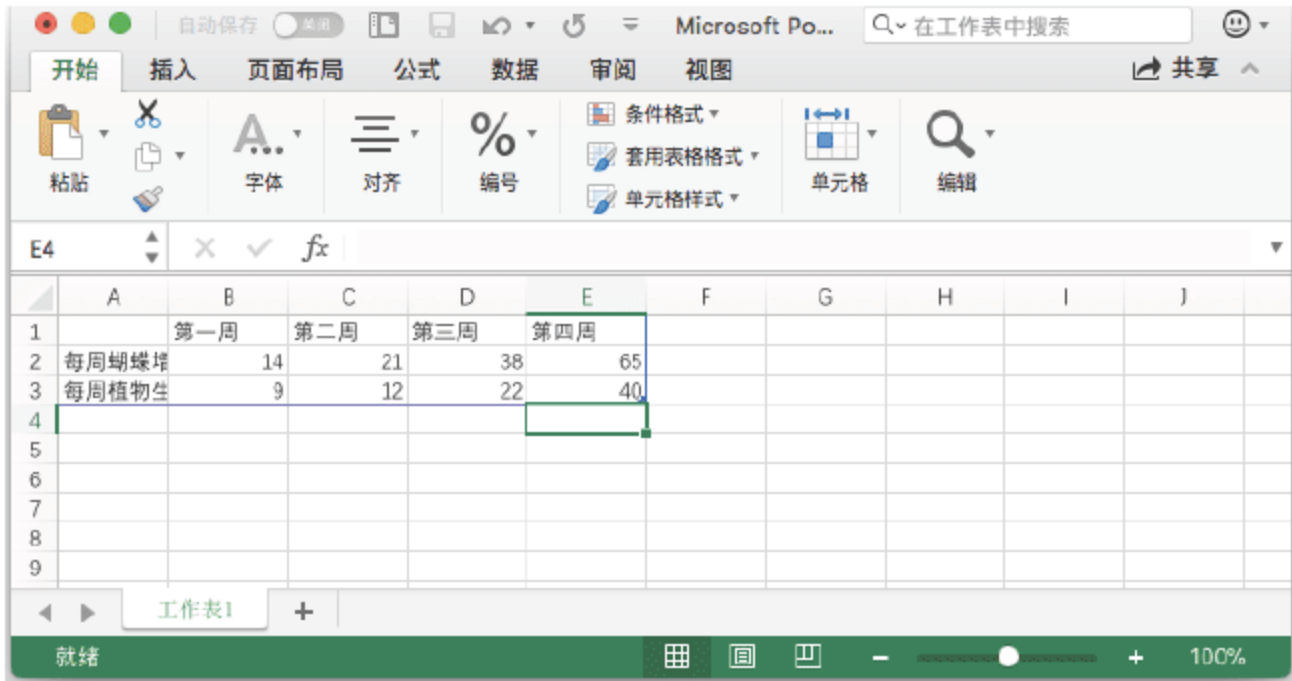 自动保存 关闭 Microsoft Po... 在工作表中搜索
开始 插入 页面布局 公式 数据 审阅 视图 共享
粘贴 字体 对齐 % 编号 条件格式 套用表格格式 单元格样式 单元格 编辑
E4 fx
A B C D E F G H I J
1 第一周 第二周 第三周 第四周
2 每周蝴蝶增 14 21 38 65
3 每周植物生 9 12 22 40
4
5
6
7
8
9
工作表1 +
就绪 100%